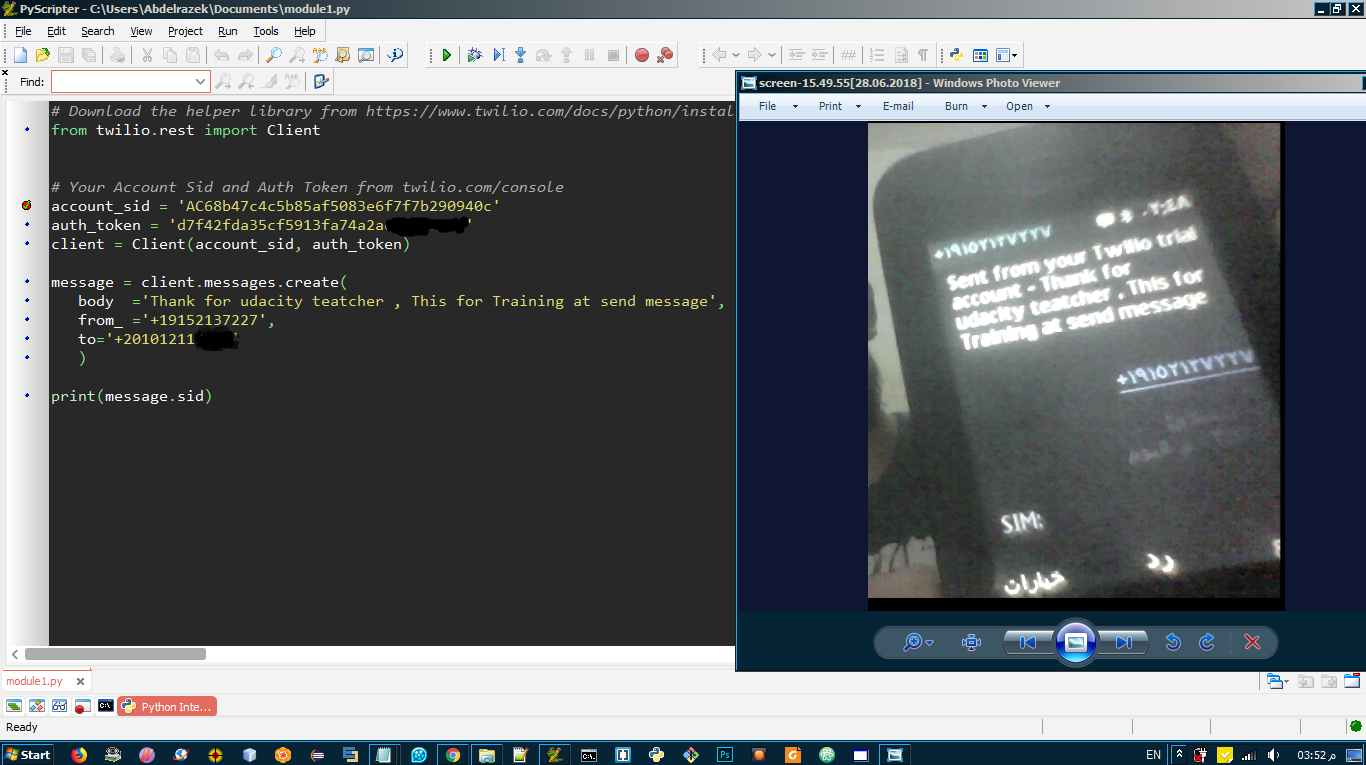 PyScripter - C:\Users\Abdelrazek\Documents\module1.py
File Edit Search View Project Run Tools Help
Find:
# Download the helper library from https://www.twilio.com/docs/python/instal
from twilio.rest import Client
# Your Account Sid and Auth Token from twilio.com/console
account_sid = 'AC68b47c4c5b85af5083e6f7f7b290940c'
auth_token = 'd7f42fda35cf5913fa74a2a '
client = Client(account_sid, auth_token)
message = client.messages.create(
body ='Thank for udacity teatcher , This for Training at send message',
from_ ='+19152137227',
to='+20101211
)
print(message.sid)
module1.py
Python Inte...
Ready
screen-15.49.55[28.06.2018] - Windows Photo Viewer
File Print E-mail Burn Open
+١٩١٥٢١٣٧٢٢٧
Sent from your Twilio trial
account - Thank for
udacity teatcher , This for
Training at send message
+١٩١٥٢١٣٧٢٢٧
SIM:
خيارات رد
Start
EN
03:52 م